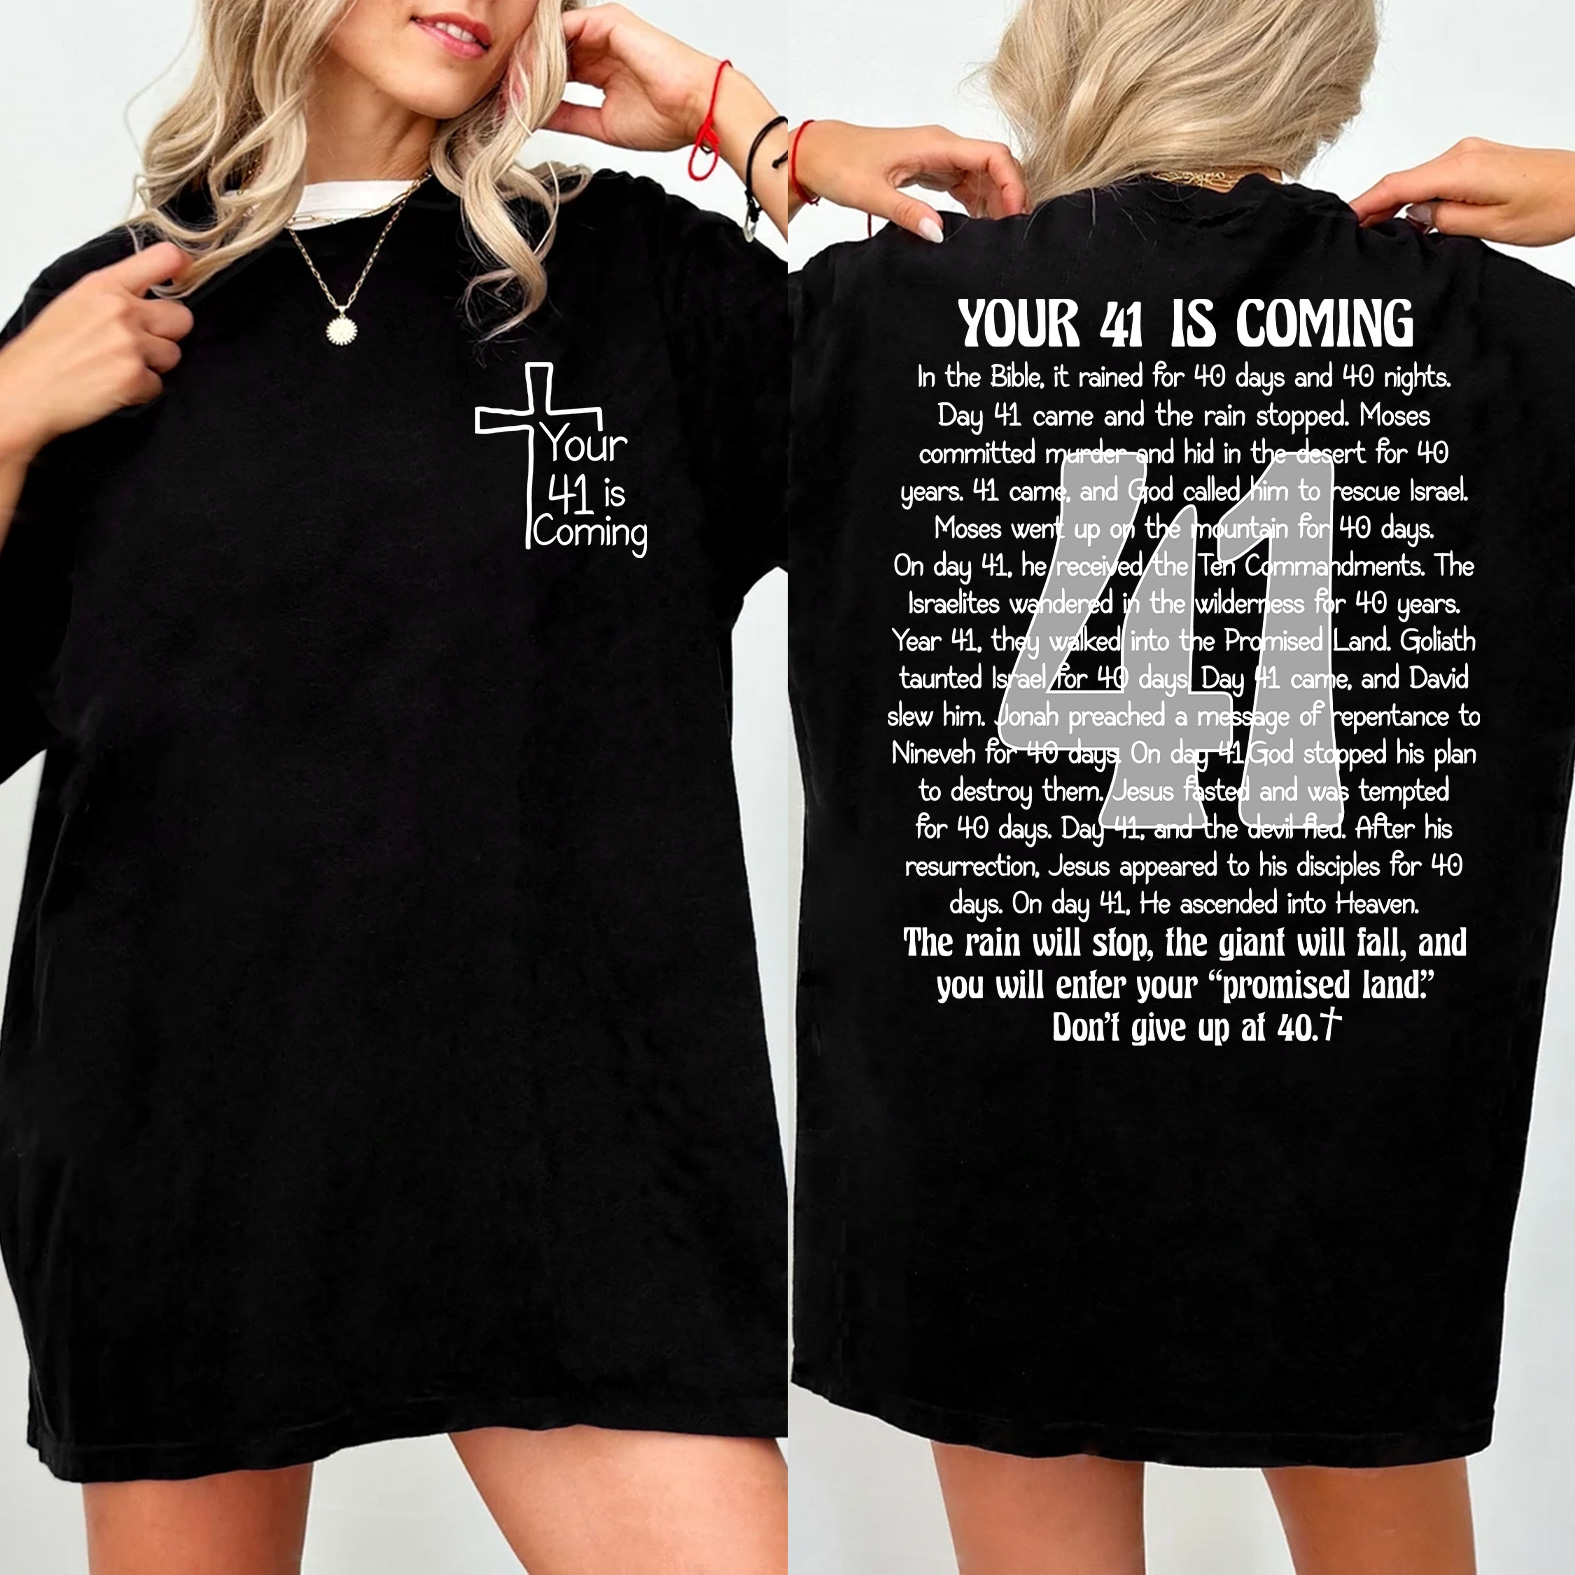 Your
41 is
Coming
YOUR 41 IS COMING
In the Bible, it rained for 40 days and 40 nights.
Day 41 came and the rain stopped. Moses
committed murder and hid in the desert for 40
years. 41 came, and God called him to rescue Israel.
Moses went up on the mountain for 40 days.
On day 41, he received the Ten Commandments. The
Israelites wandered in the wilderness for 40 years.
Year 41, they walked into the Promised Land. Goliath
taunted Israel for 40 days. Day 41 came, and David
slew him. Jonah preached a message of repentance to
Nineveh for 40 days. On day 41 God stopped his plan
to destroy them. Jesus fasted and was tempted
for 40 days. Day 41, and the devil fled. After his
resurrection, Jesus appeared to his disciples for 40
days. On day 41, He ascended into Heaven.
The rain will stop, the giant will fall, and
you will enter your “promised land.”
Don't give up at 40.
41